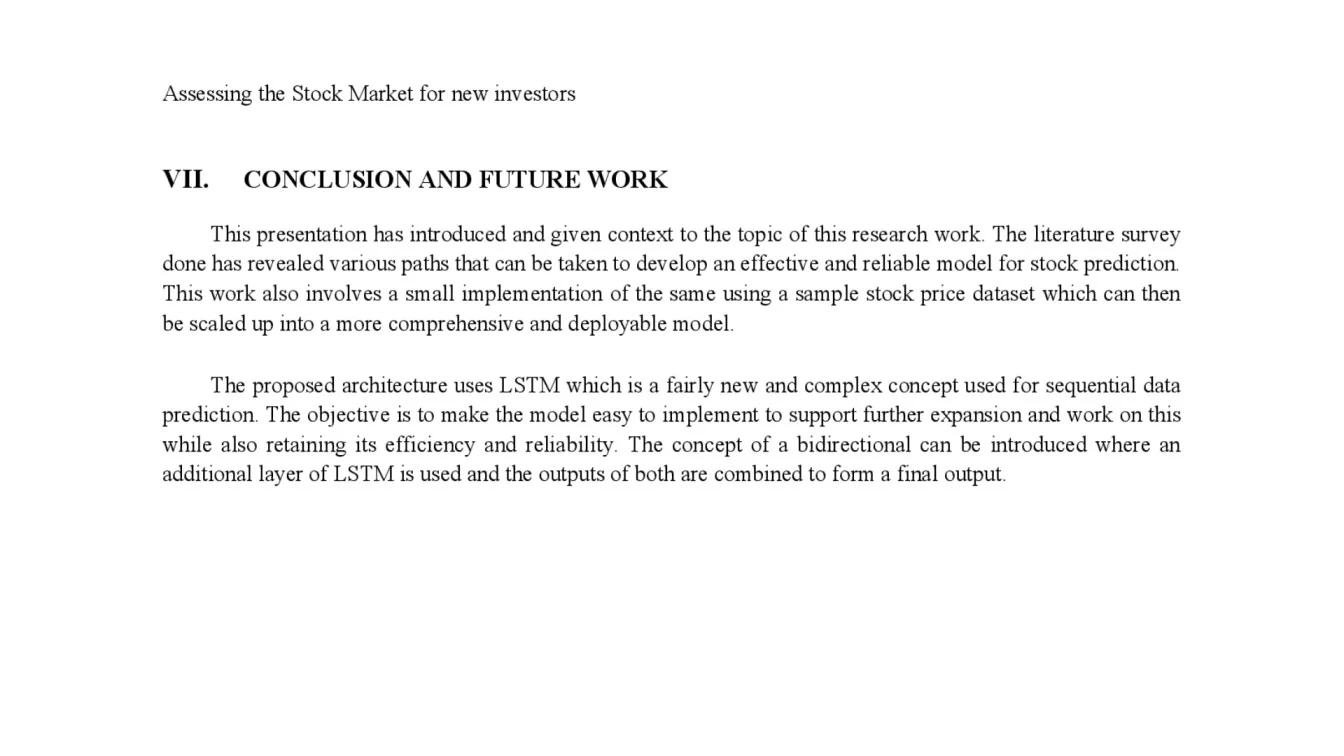 Assessing the Stock Market for new investors
VII. CONCLUSION AND FUTURE WORK
This presentation has introduced and given context to the topic of this research work. The literature survey
done has revealed various paths that can be taken to develop an effective and reliable model for stock prediction.
This work also involves a small implementation of the same using a sample stock price dataset which can then
be scaled up into a more comprehensive and deployable model.
The proposed architecture uses LSTM which is a fairly new and complex concept used for sequential data
prediction. The objective is to make the model easy to implement to support further expansion and work on this
while also retaining its efficiency and reliability. The concept of a bidirectional can be introduced where an
additional layer of LSTM is used and the outputs of both are combined to form a final output.